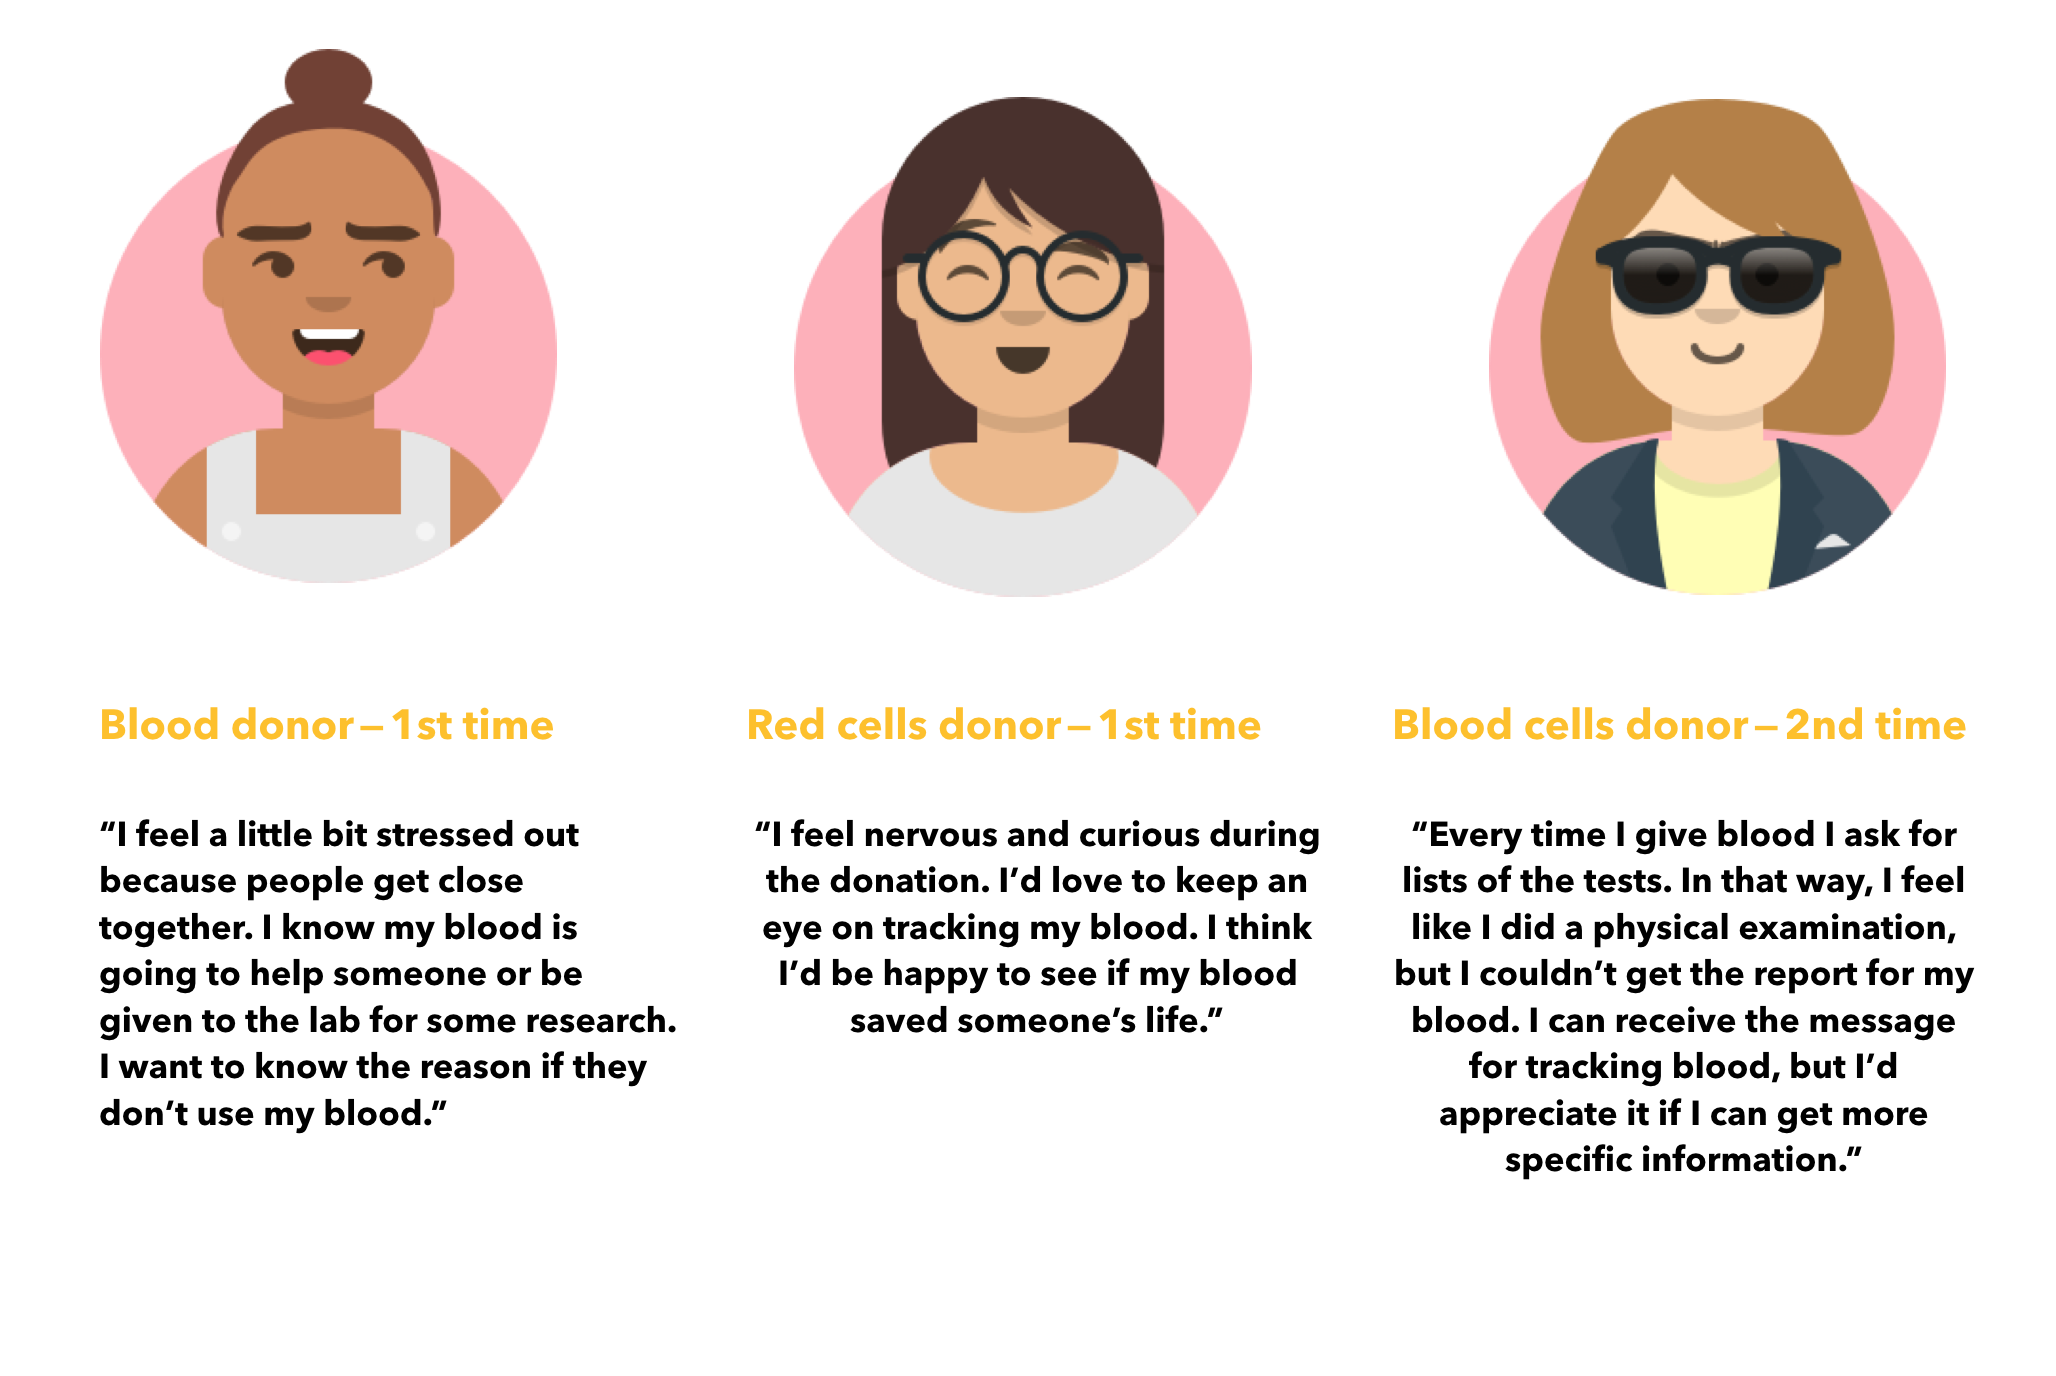 Blood donor — 1st time
“I feel a little bit stressed out
because people get close
together. I know my blood is
going to help someone or be
given to the lab for some research.
I want to know the reason if they
don’t use my blood.”
Red cells donor — 1st time
“I feel nervous and curious during
the donation. I’d love to keep an
eye on tracking my blood. I think
I’d be happy to see if my blood
saved someone’s life.”
Blood cells donor — 2nd time
“Every time I give blood I ask for
lists of the tests. In that way, I feel
like I did a physical examination,
but I couldn’t get the report for my
blood. I can receive the message
for tracking blood, but I’d
appreciate it if I can get more
specific information.”